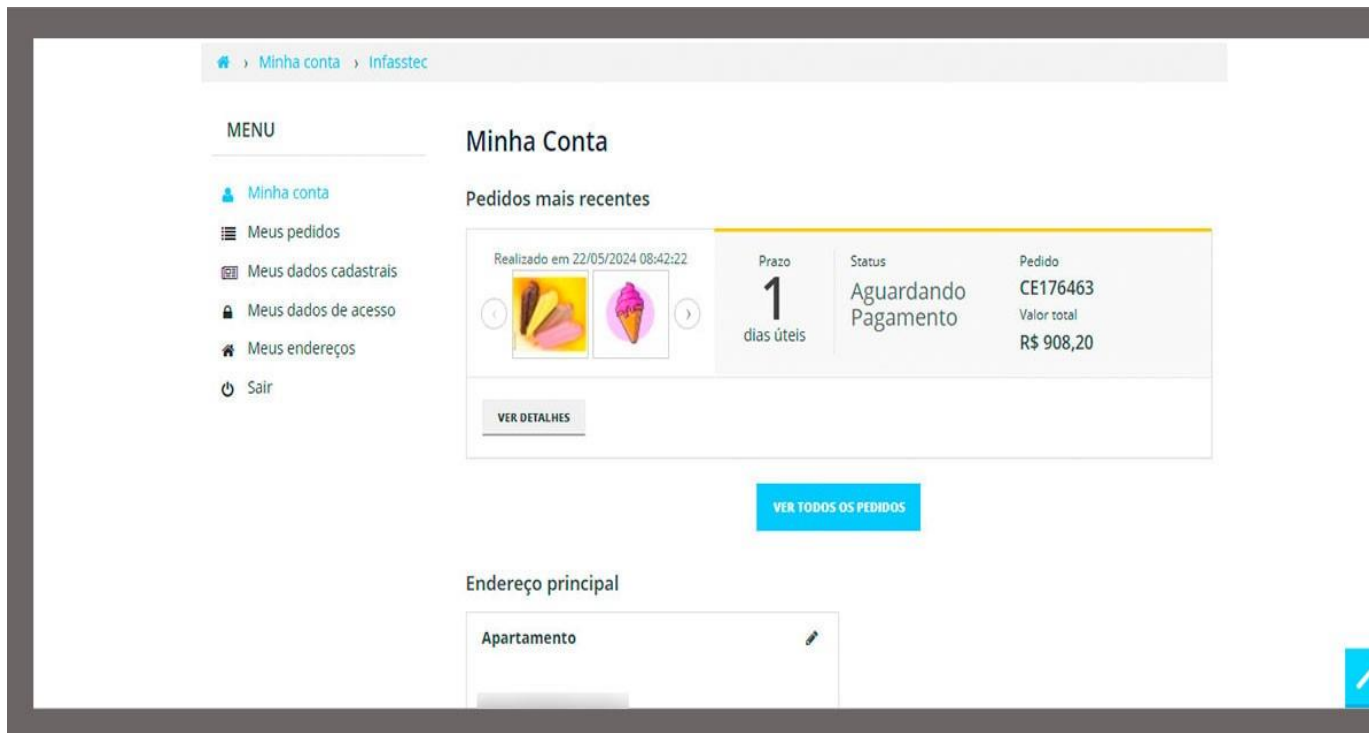 Minha conta › Infasstec
MENU
Minha conta
Meus pedidos
Meus dados cadastrais
Meus dados de acesso
Meus endereços
Sair
Minha Conta
Pedidos mais recentes
Realizado em 22/05/2024 08:42:22
Prazo
1
dias úteis
Status
Aguardando
Pagamento
Pedido
CE176463
Valor total
R$ 908,20
VER DETALHES
VER TODOS OS PEDIDOS
Endereço principal
Apartamento